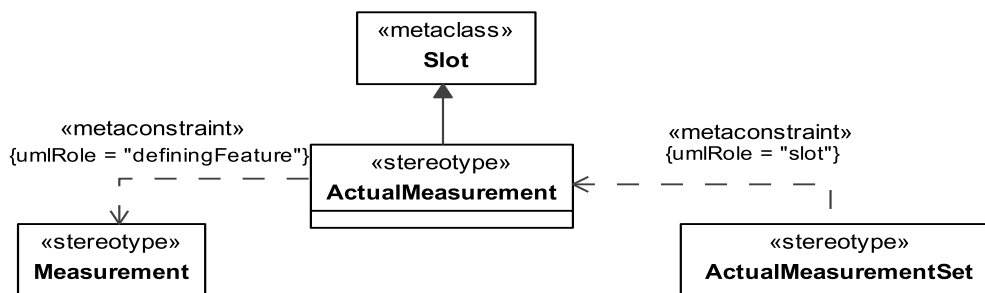 «metaclass»
Slot
«metaconstraint»
{umlRole = "definingFeature"}
«metaconstraint»
{umlRole = "slot"}
«stereotype»
ActualMeasurement
«stereotype»
Measurement
«stereotype»
ActualMeasurementSet